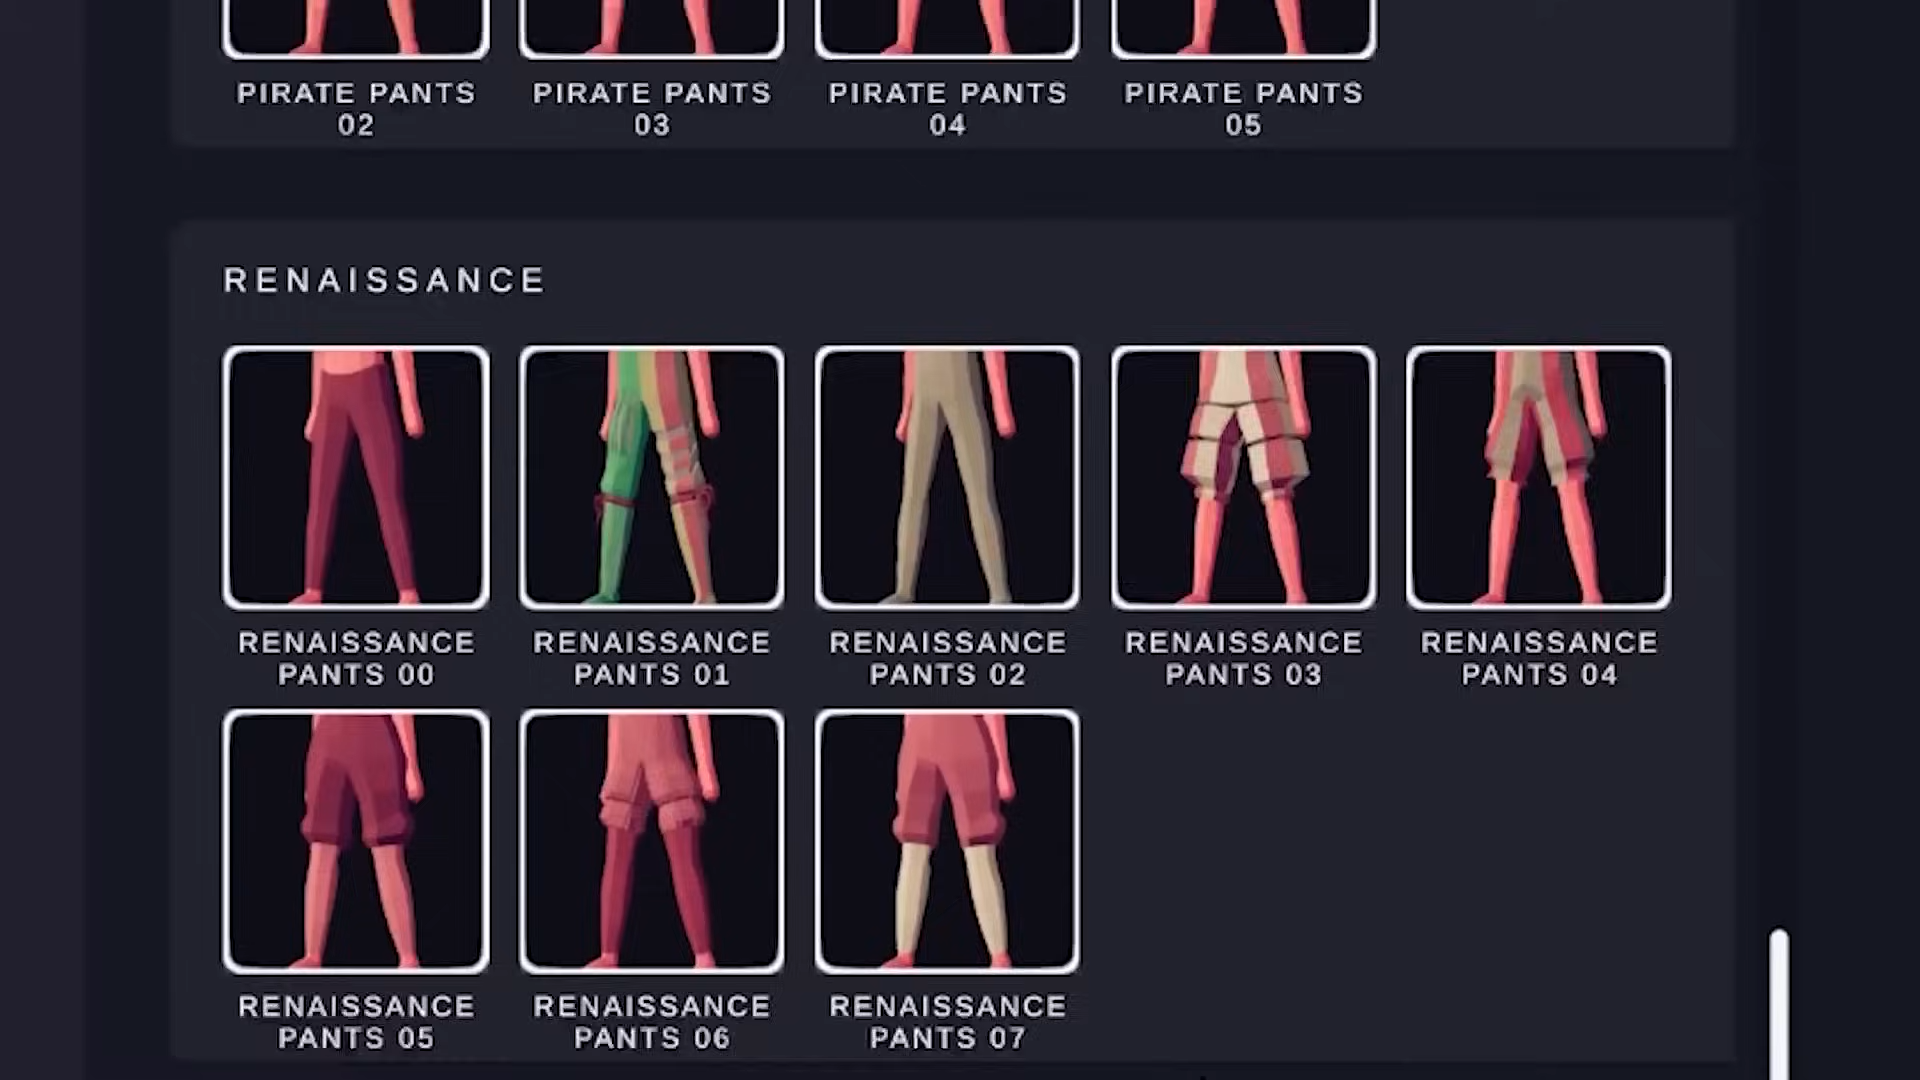 PIRATE PANTS
02
PIRATE PANTS
03
PIRATE PANTS
04
PIRATE PANTS
05
RENAISSANCE
RENAISSANCE
PANTS 00
RENAISSANCE
PANTS 01
RENAISSANCE
PANTS 02
RENAISSANCE
PANTS 03
RENAISSANCE
PANTS 04
RENAISSANCE
PANTS 05
RENAISSANCE
PANTS 06
RENAISSANCE
PANTS 07